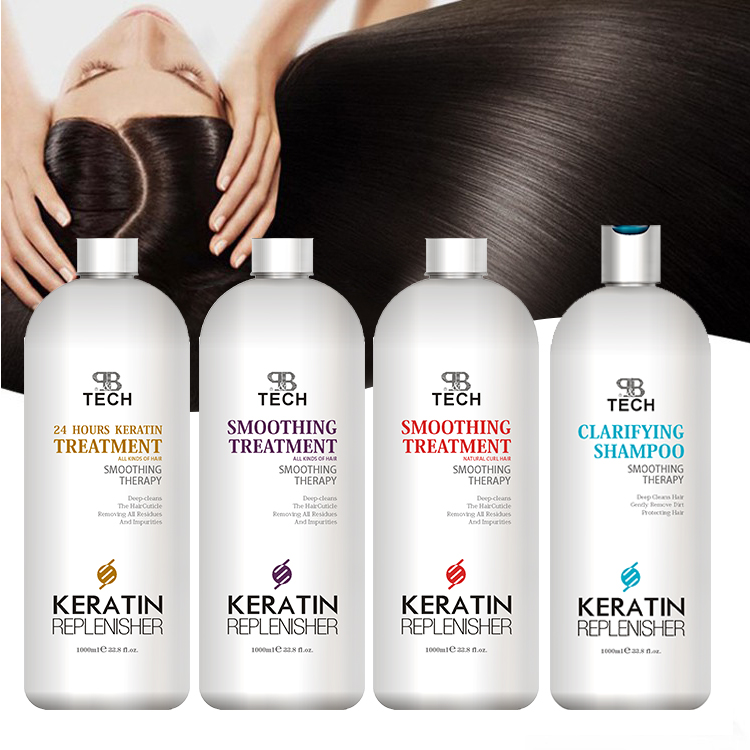 PB
TECH
24 HOURS KERATIN
TREATMENT
ALL KINDS OF HAIR
SMOOTHING
THERAPY
Deep-cleans
The HairCuticle
Removing All Residues
And Impurities
KERATIN
REPLENISHER
1000ml℮33.8 fl.oz.
PB
TECH
SMOOTHING
TREATMENT
ALL KINDS OF HAIR
SMOOTHING
THERAPY
Deep-cleans
The HairCuticle
Removing All Residues
And Impurities
KERATIN
REPLENISHER
1000ml℮33.8 fl.oz.
PB
TECH
SMOOTHING
TREATMENT
NATURAL CURL HAIR
SMOOTHING
THERAPY
Deep-cleans
The HairCuticle
Removing All Residues
And Impurities
KERATIN
REPLENISHER
1000ml℮33.8 fl.oz.
PB
TECH
CLARIFYING
SHAMPOO
SMOOTHING
THERAPY
Deep Cleans Hair
Gently Remove Dirt
Protecting Hair
KERATIN
REPLENISHER
1000ml℮33.8 fl.oz.